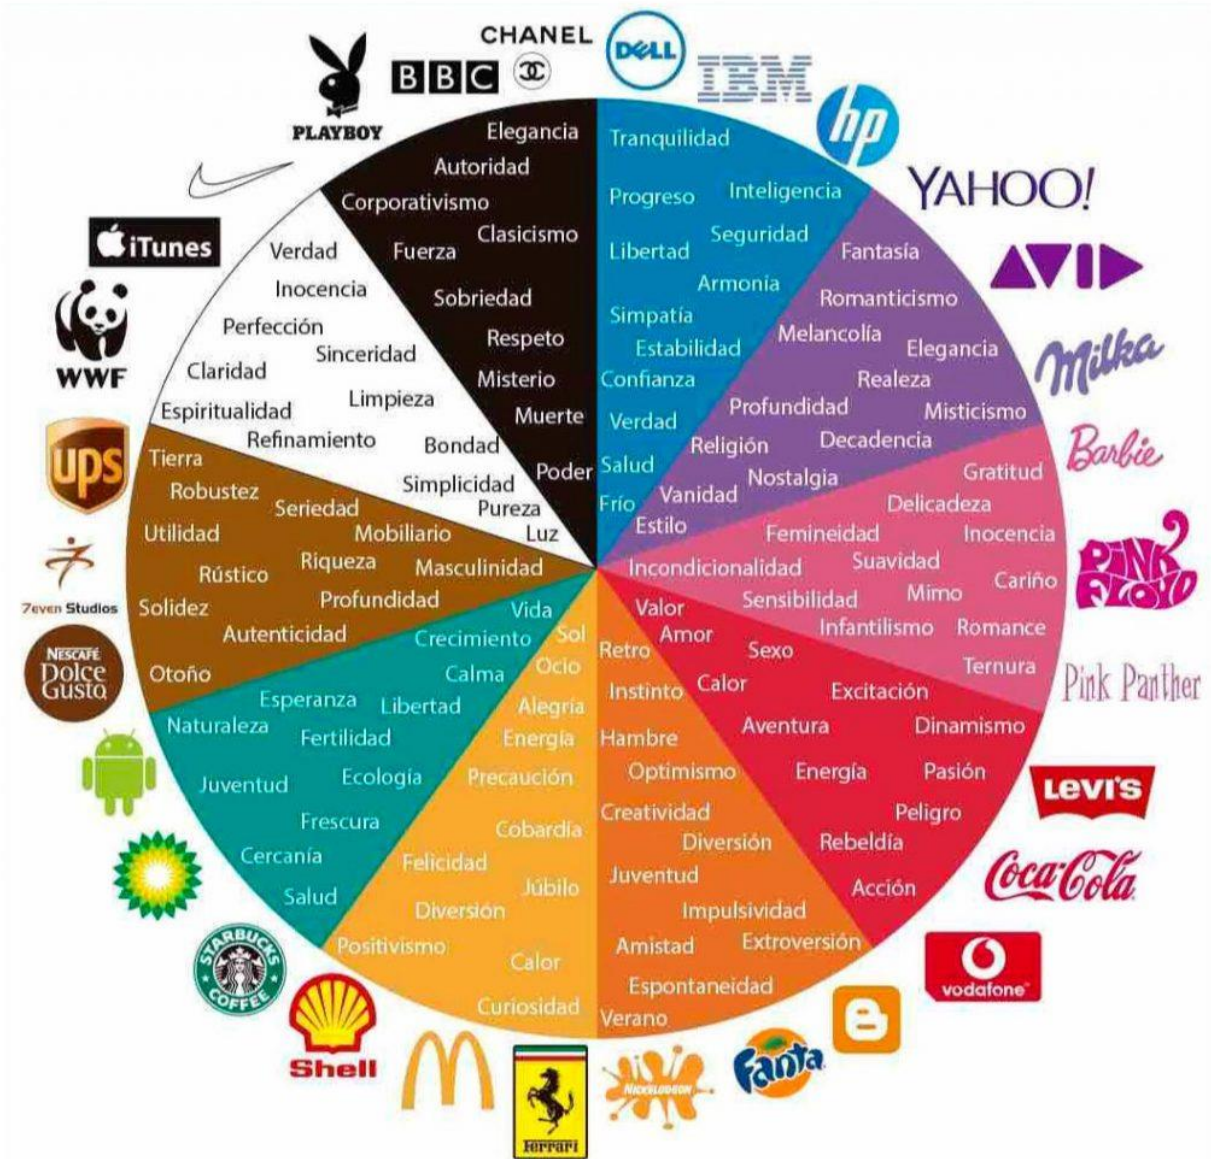 CHANEL
DELL
IBM
hp
BBC
PLAYBOY
YAHOO!
AVID
Milka
Barbie
PINK FLOYD
Pink Panther
LEVI'S
Coca-Cola
vodafone
Fanta
NICKELODEON
Ferrari
Shell
STARBUCKS
COFFEE
NESCAFÉ
Dolce
Gusto
7even Studios
ups
WWF
iTunes
Elegancia
Autoridad
Corporativismo
Clasicismo
Fuerza
Sobriedad
Respeto
Misterio
Muerte
Poder
Tranquilidad
Inteligencia
Progreso
Seguridad
Libertad
Armonía
Simpatía
Estabilidad
Confianza
Verdad
Salud
Frío
Fantasía
Romanticismo
Melancolía
Elegancia
Realeza
Profundidad
Misticismo
Religión
Decadencia
Nostalgia
Vanidad
Estilo
Gratitud
Delicadeza
Femineidad
Inocencia
Incondicionalidad
Suavidad
Cariño
Sensibilidad
Mimo
Infantilismo
Romance
Ternura
Valor
Amor
Sexo
Calor
Excitación
Aventura
Dinamismo
Energía
Pasión
Peligro
Rebeldía
Acción
Retro
Instinto
Hambre
Optimismo
Creatividad
Diversión
Juventud
Impulsividad
Amistad
Extroversión
Espontaneidad
Verano
Sol
Ocio
Alegría
Energía
Precaución
Cobardía
Felicidad
Júbilo
Diversión
Positivismo
Calor
Curiosidad
Vida
Crecimiento
Calma
Esperanza
Libertad
Naturaleza
Fertilidad
Juventud
Ecología
Frescura
Cercanía
Salud
Tierra
Robustez
Seriedad
Utilidad
Mobiliario
Riqueza
Masculinidad
Rústico
Solidez
Profundidad
Autenticidad
Otoño
Verdad
Inocencia
Perfección
Sinceridad
Claridad
Limpieza
Espiritualidad
Refinamiento
Bondad
Simplicidad
Pureza
Luz